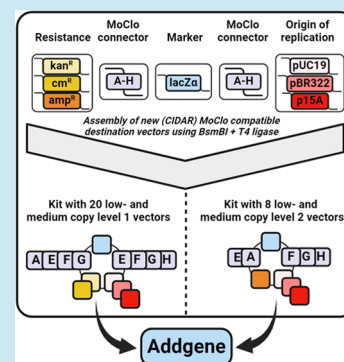 MoClo MoClo Origin of
Resistance connector Marker connector replication
kanR
cmR
ampR
A-H
lacZα
A-H
pUC19
pBR322
p15A
Assembly of new (CIDAR) MoClo compatible
destination vectors using BsmBI + T4 ligase
Kit with 20 low- and
medium copy level 1 vectors
A E F G E F G H
Kit with 8 low- and
medium copy level 2 vectors
E A F G H
Addgene